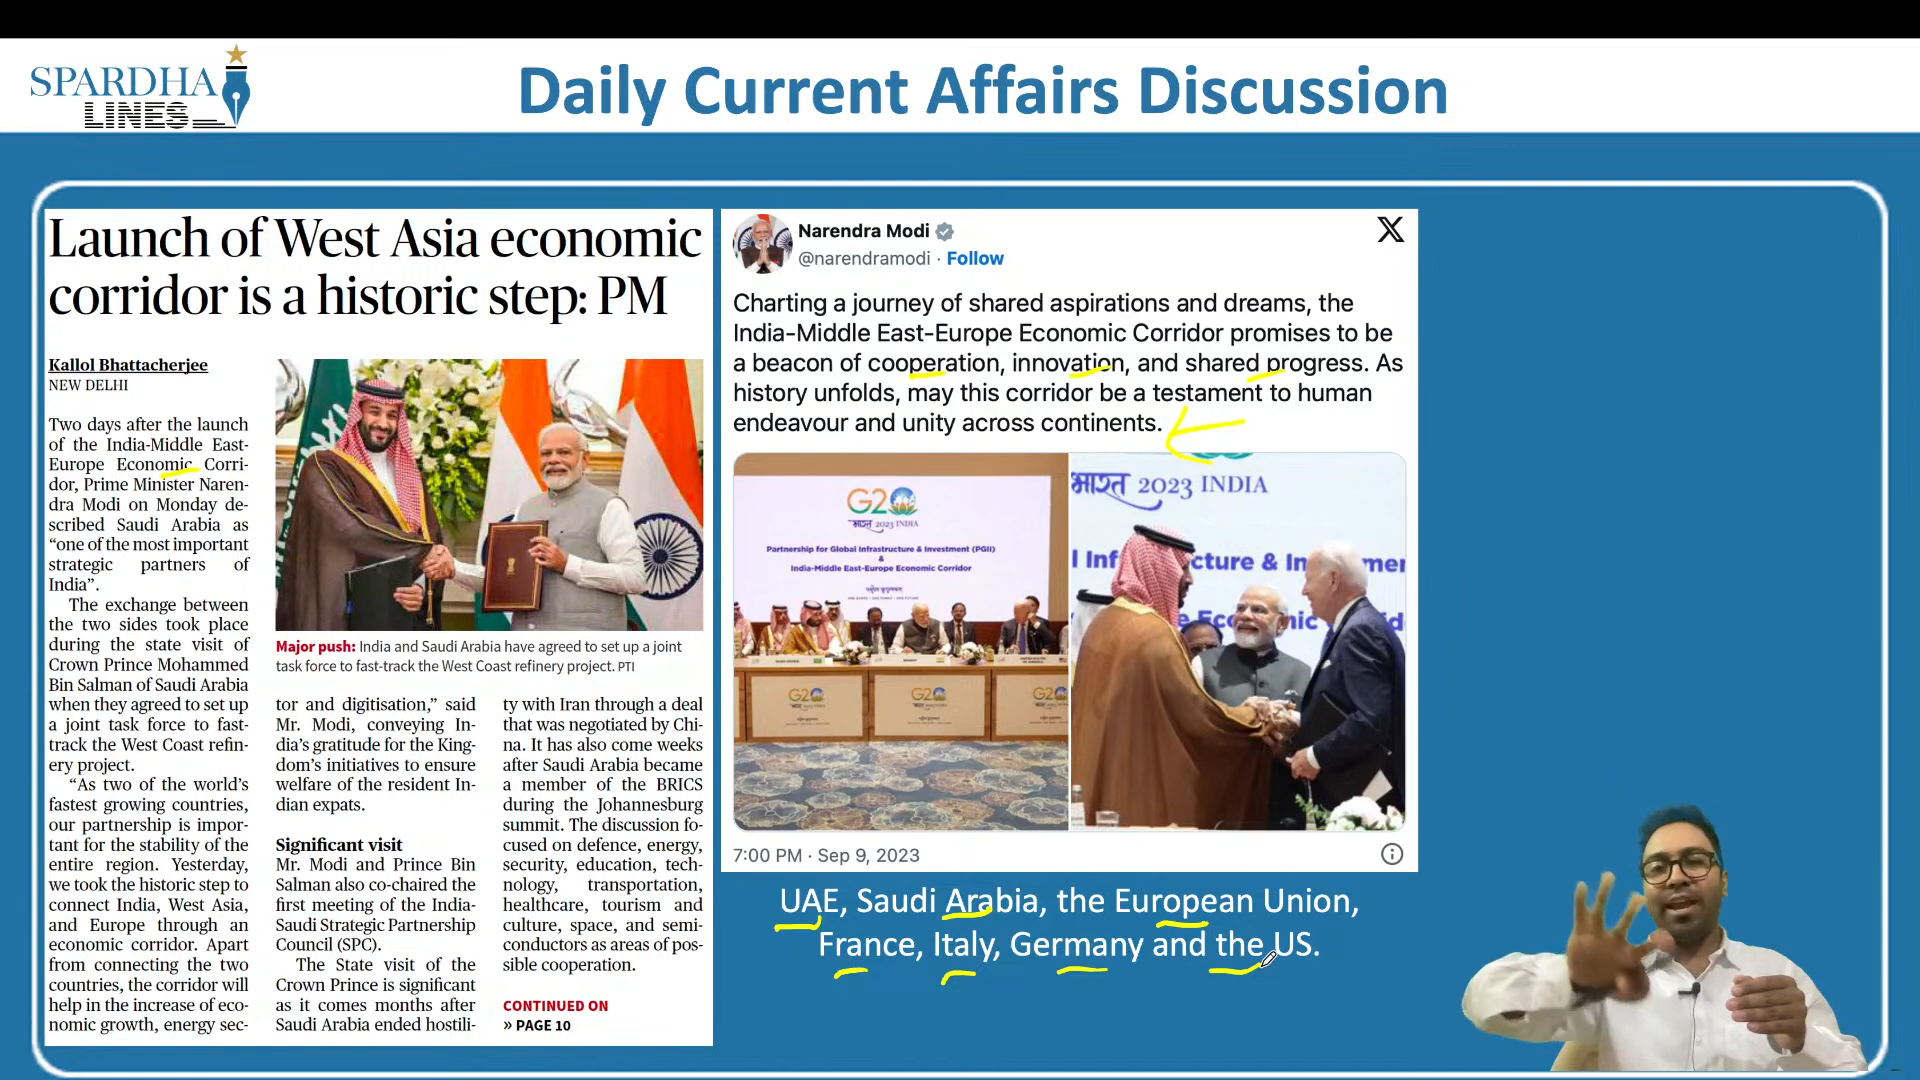 SPARDHA
LINES
Daily Current Affairs Discussion
Launch of West Asia economic
corridor is a historic step: PM
Kallol Bhattacherjee
NEW DELHI
Two days after the launch
of the India-Middle East-
Europe Economic Corri-
dor, Prime Minister Naren-
dra Modi on Monday de-
scribed Saudi Arabia as
“one of the most important
strategic partners of
India”.
The exchange between
the two sides took place
during the state visit of
Crown Prince Mohammed
Bin Salman of Saudi Arabia
when they agreed to set up
a joint task force to fast-
track the West Coast refin-
ery project.
“As two of the world’s
fastest growing countries,
our partnership is impor-
tant for the stability of the
entire region. Yesterday,
we took the historic step to
connect India, West Asia,
and Europe through an
economic corridor. Apart
from connecting the two
countries, the corridor will
help in the increase of eco-
nomic growth, energy sec-
Major push: India and Saudi Arabia have agreed to set up a joint
task force to fast-track the West Coast refinery project. PTI
tor and digitisation,” said
Mr. Modi, conveying In-
dia’s gratitude for the King-
dom’s initiatives to ensure
welfare of the resident In-
dian expats.
Significant visit
Mr. Modi and Prince Bin
Salman also co-chaired the
first meeting of the India-
Saudi Strategic Partnership
Council (SPC).
The State visit of the
Crown Prince is significant
as it comes months after
Saudi Arabia ended hostili-
ty with Iran through a deal
that was negotiated by Chi-
na. It has also come weeks
after Saudi Arabia became
a member of the BRICS
during the Johannesburg
summit. The discussion fo-
cused on defence, energy,
security, education, tech-
nology, transportation,
healthcare, tourism and
culture, space, and semi-
conductors as areas of pos-
sible cooperation.
CONTINUED ON
» PAGE 10
Narendra Modi
@narendramodi · Follow
Charting a journey of shared aspirations and dreams, the
India-Middle East-Europe Economic Corridor promises to be
a beacon of cooperation, innovation, and shared progress. As
history unfolds, may this corridor be a testament to human
endeavour and unity across continents.
G20
भारत 2023 INDIA
Partnership for Global Infrastructure & Investment (PGII)
&
India-Middle East-Europe Economic Corridor
G20
G20
G20
भारत 2023 INDIA
7:00 PM · Sep 9, 2023
UAE, Saudi Arabia, the European Union,
France, Italy, Germany and the US.